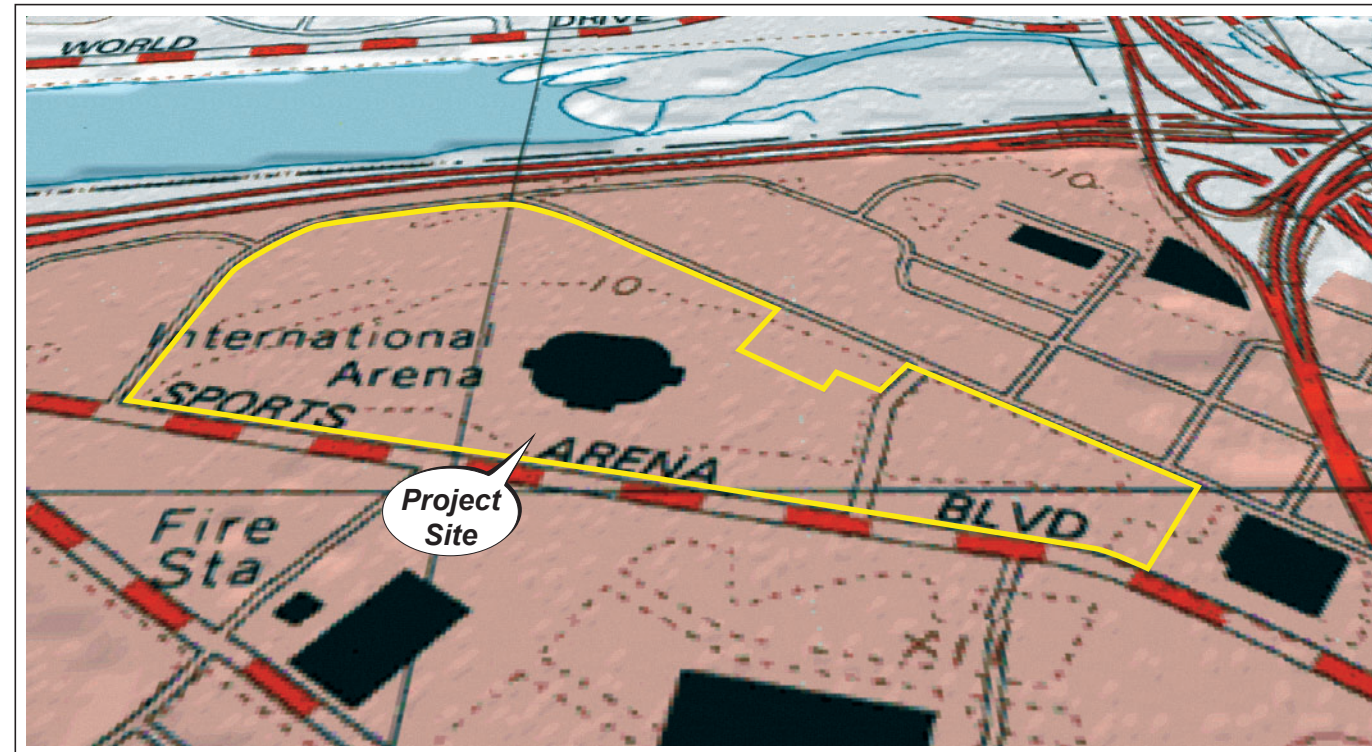 WORLD DRIVE
10
10
International
Arena
SPORTS ARENA BLVD
Project
Site
Fire
Sta